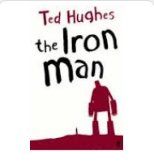 Ted Hughes
the Iron
man